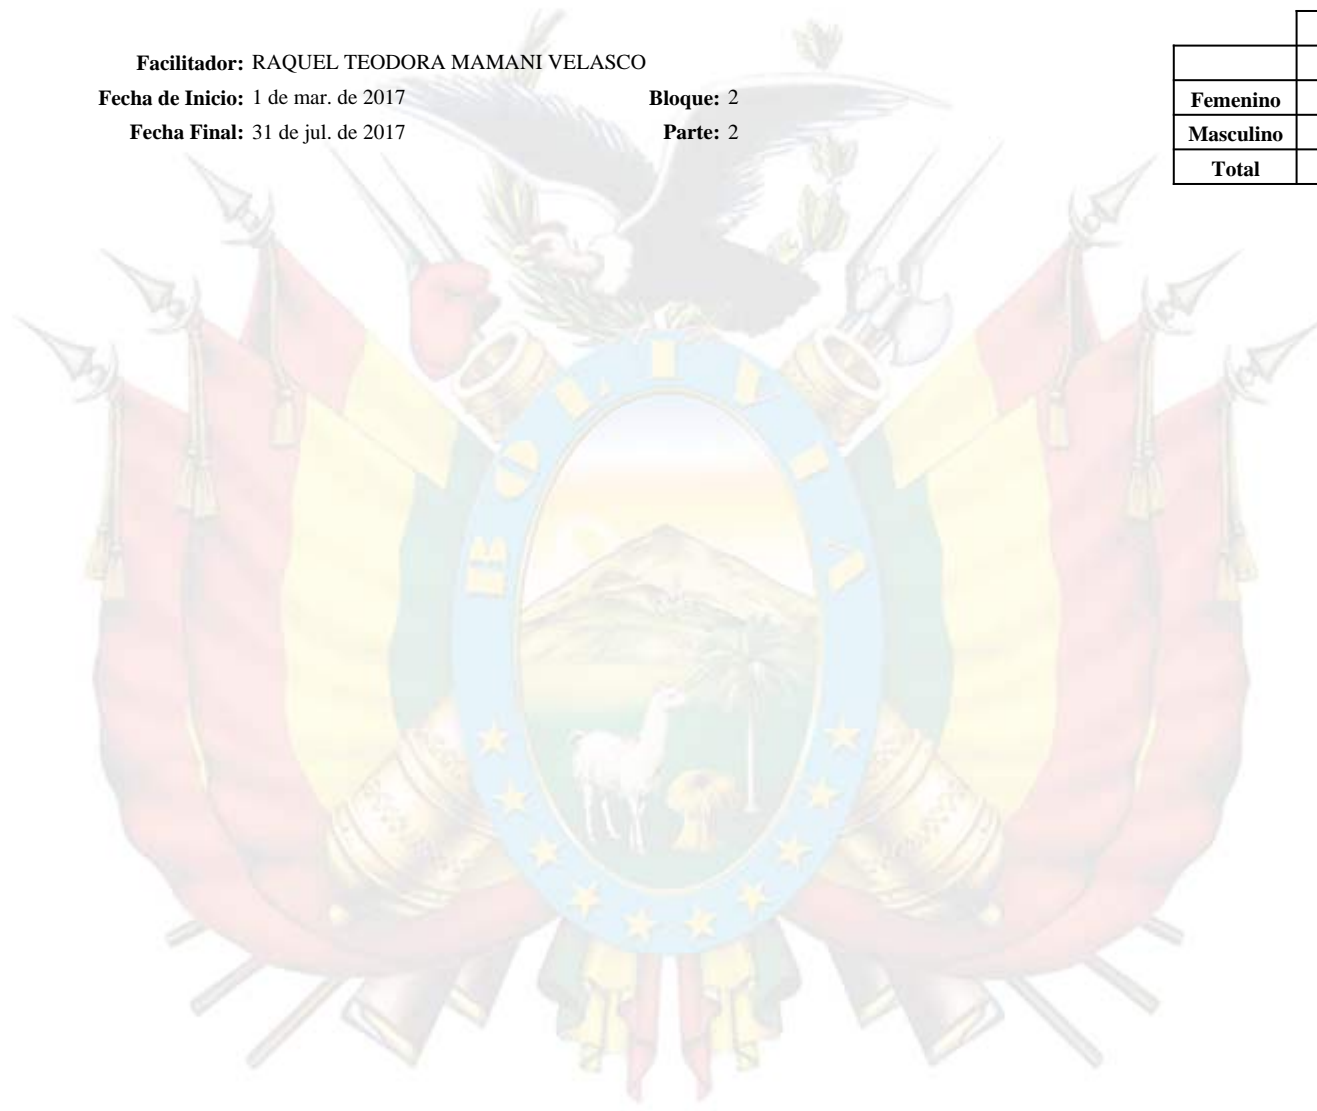 Facilitador: RAQUEL TEODORA MAMANI VELASCO
Fecha de Inicio: 1 de mar. de 2017 Bloque: 2
Fecha Final: 31 de jul. de 2017 Parte: 2
Femenino
Masculino
Total
BOLIVIA